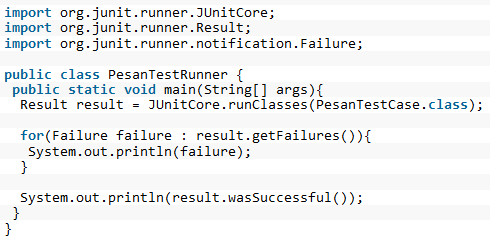 import org.junit.runner.JUnitCore;
import org.junit.runner.Result;
import org.junit.runner.notification.Failure;

public class PesanTestRunner {
 public static void main(String[] args){
  Result result = JUnitCore.runClasses(PesanTestCase.class);

  for(Failure failure : result.getFailures()){
   System.out.println(failure);
  }

  System.out.println(result.wasSuccessful());
 }
}